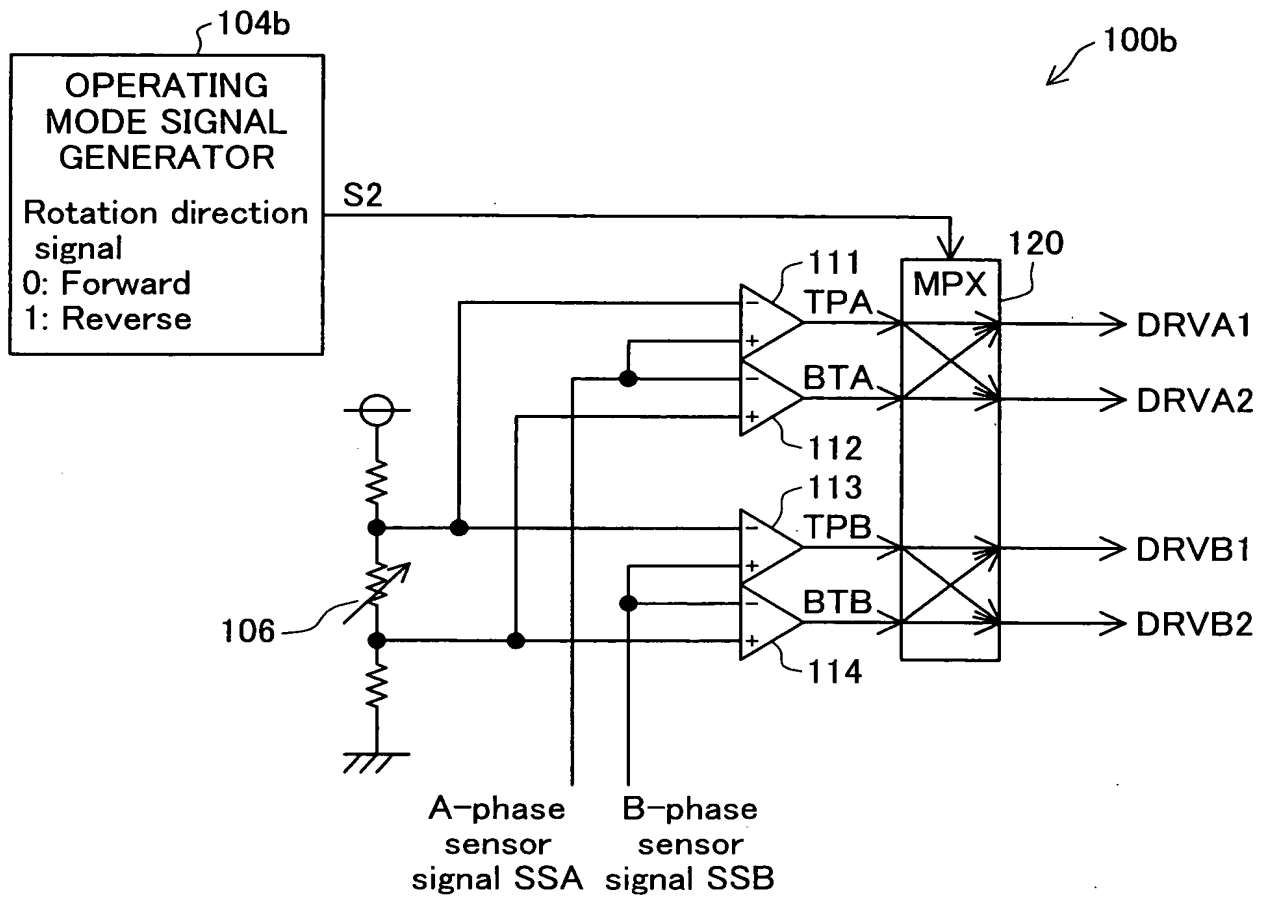 104b
100b
OPERATING
MODE SIGNAL
GENERATOR
Rotation direction
signal
0: Forward
1: Reverse
S2
120
MPX
111
TPA
DRVA1
BTA
DRVA2
112
113
TPB
DRVB1
BTB
DRVB2
114
106
A-phase
sensor
signal SSA
B-phase
sensor
signal SSB
- 
+
-
+
-
+
-
+